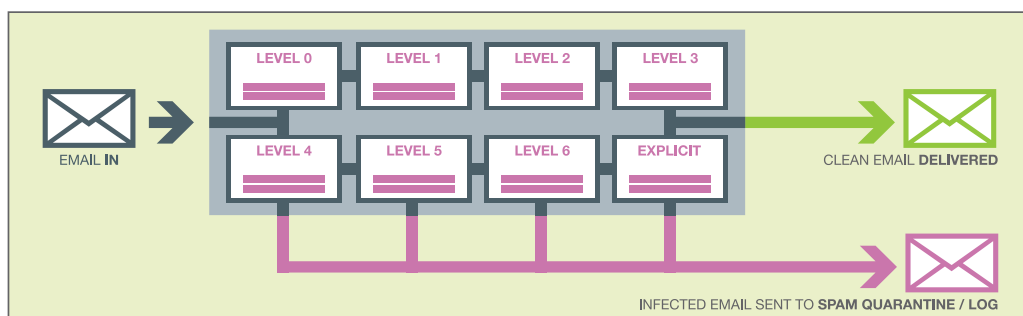 LEVEL 0
LEVEL 1
LEVEL 2
LEVEL 3
EMAIL IN
CLEAN EMAIL DELIVERED
LEVEL 4
LEVEL 5
LEVEL 6
EXPLICIT
INFECTED EMAIL SENT TO SPAM QUARANTINE / LOG